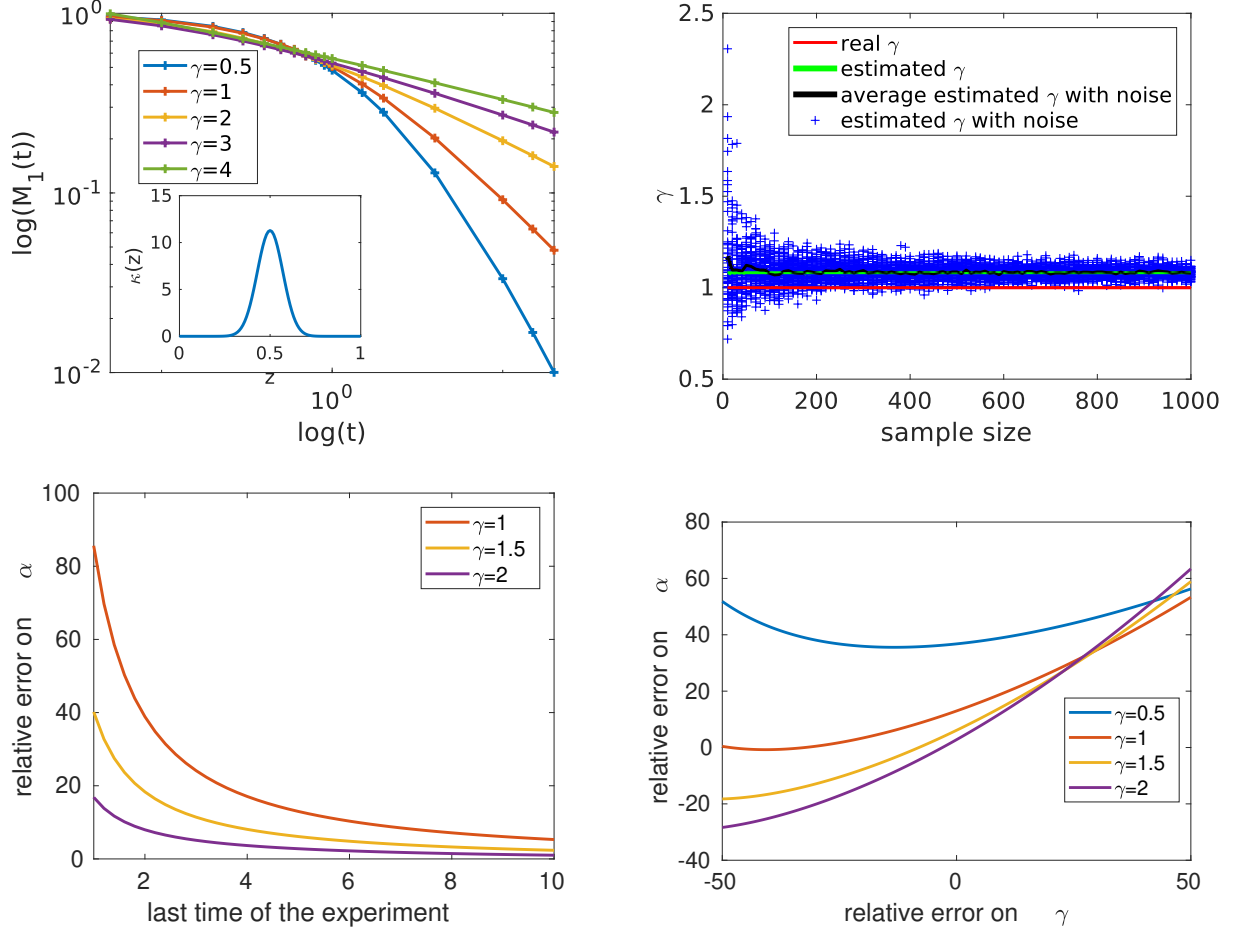 10^0
10^-1
10^-2
log(M_1(t))
γ=0.5
γ=1
γ=2
γ=3
γ=4
15
10
5
0
κ(z)
0 0.5 1
z
10^0
log(t)
2.5
2
1.5
1
0.5
γ
real γ
estimated γ
average estimated γ with noise
estimated γ with noise
0 200 400 600 800 1000
sample size
100
80
60
40
20
0
relative error on α
γ=1
γ=1.5
γ=2
2 4 6 8 10
last time of the experiment
80
60
40
20
0
-20
-40
relative error on α
γ=0.5
γ=1
γ=1.5
γ=2
-50 0 50
relative error on γ